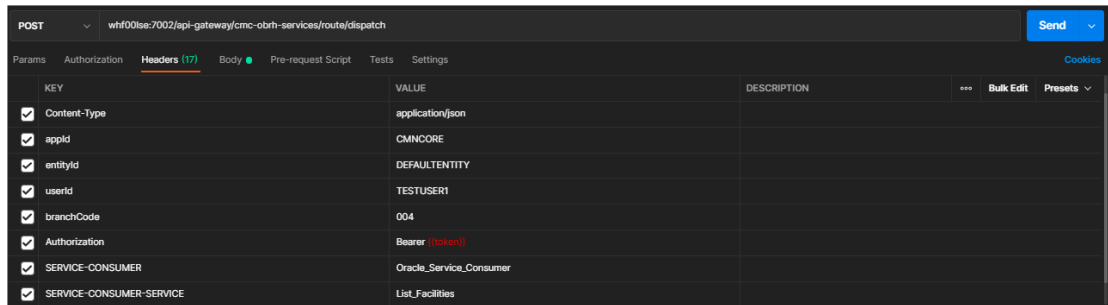 POST whf00lse:7002/api-gateway/cmc-obrh-services/route/dispatch Send
Params Authorization Headers (17) Body Pre-request Script Tests Settings Cookies
KEY VALUE DESCRIPTION ooo Bulk Edit Presets
Content-Type application/json
appId CMNCORE
entityId DEFAULTENTITY
userId TESTUSER1
branchCode 004
Authorization Bearer {{token}}
SERVICE-CONSUMER Oracle_Service_Consumer
SERVICE-CONSUMER-SERVICE List_Facilities